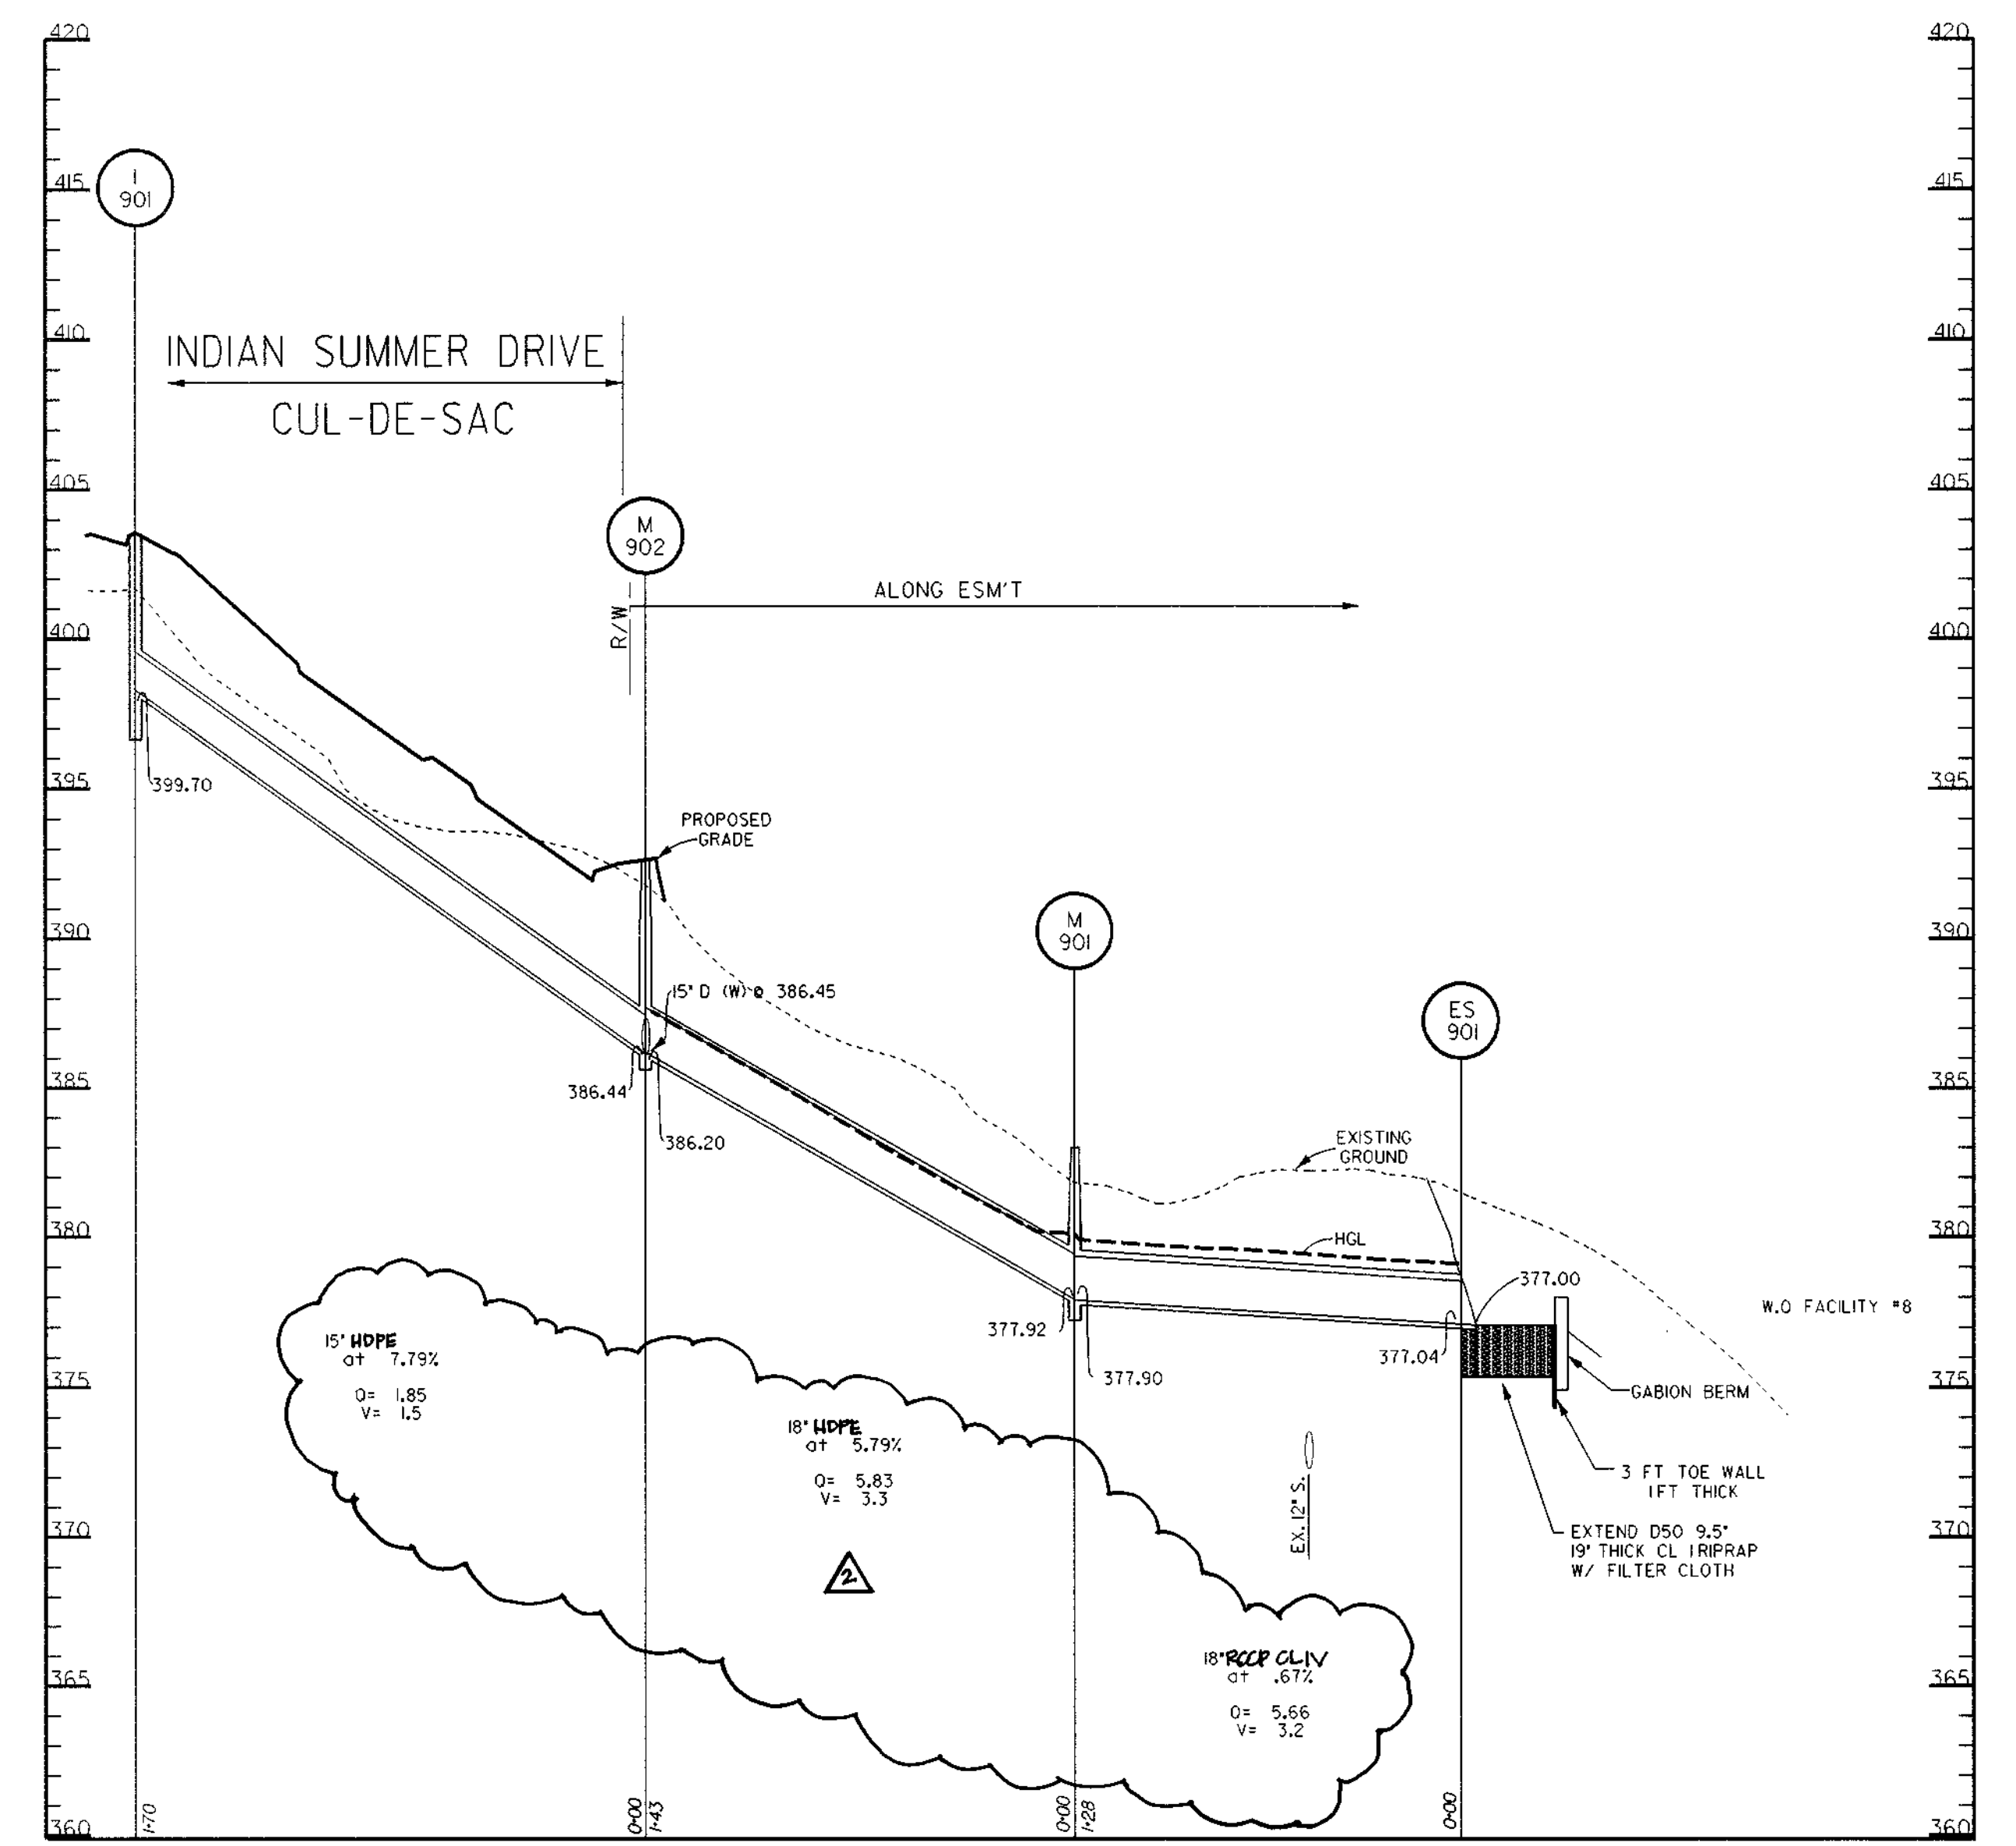 420
415
410
405
400
395
390
385
380
375
370
365
360
420
415
410
405
400
395
390
385
380
375
370
365
360
I
901
INDIAN SUMMER DRIVE
CUL-DE-SAC
M
902
R/W
ALONG ESM'T
399.70
PROPOSED
GRADE
15" D (W) @ 386.45
386.44
386.20
M
901
ES
901
EXISTING
GROUND
HGL
377.00
W.O FACILITY #8
377.92
377.90
377.04
GABION BERM
3 FT TOE WALL
1FT THICK
EXTEND D50 9.5"
19" THICK CL I RIPRAP
W/ FILTER CLOTH
EX. 12" S.
15" HDPE
at 7.79%
Q= 1.85
V= 1.5
18" HDPE
at 5.79%
Q= 5.83
V= 3.3
2
18" RCCP CL IV
at .67%
Q= 5.66
V= 3.2
1+70
0+00
1+43
0+00
1+28
0+00